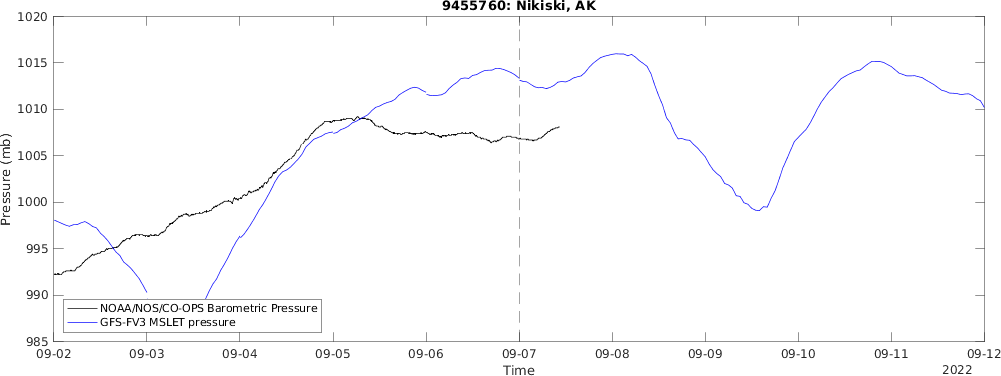 9455760: Nikiski, AK
Pressure (mb)
1020
1015
1010
1005
1000
995
990
985
NOAA/NOS/CO-OPS Barometric Pressure
GFS-FV3 MSLET pressure
09-02 09-03 09-04 09-05 09-06 09-07 09-08 09-09 09-10 09-11 09-12
Time
2022